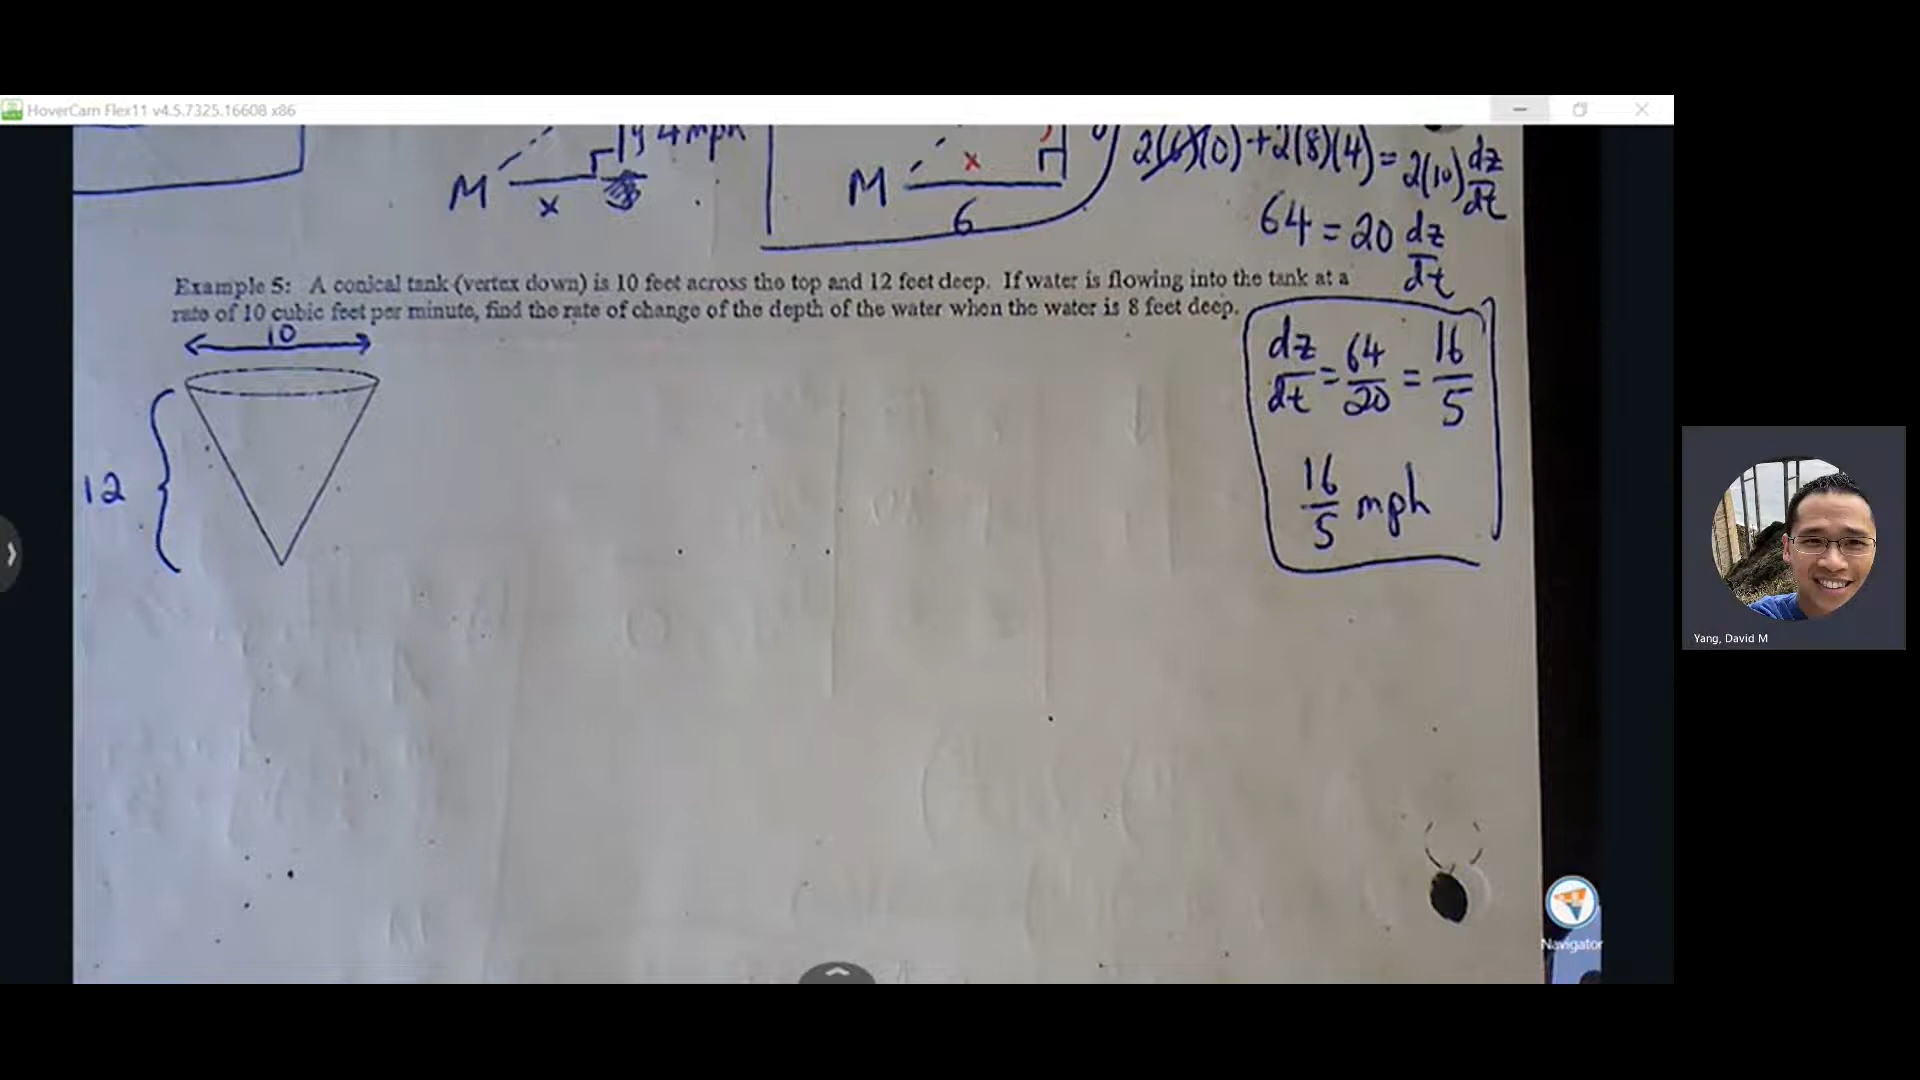 HoverCam Flex11 v4.5.7325.16608 x86
y 4mph
M
x
x
M
6
2(6)(0) + 2(8)(4) = 2(10) dz/dt
64 = 20 dz/dt
Example 5: A conical tank (vertex down) is 10 feet across the top and 12 feet deep. If water is flowing into the tank at a
rate of 10 cubic feet per minute, find the rate of change of the depth of the water when the water is 8 feet deep.
10
12
dz/dt = 64/20 = 16/5
16/5 mph
Yang, David M
Navigator